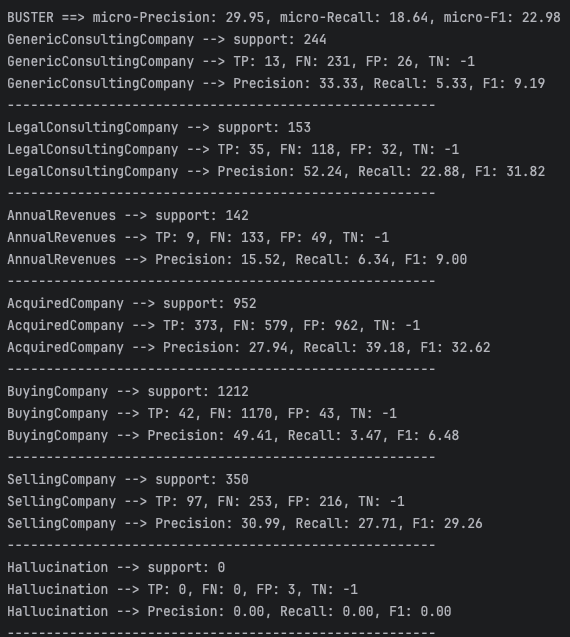 BUSTER ==> micro-Precision: 29.95, micro-Recall: 18.64, micro-F1: 22.98
GenericConsultingCompany --> support: 244
GenericConsultingCompany --> TP: 13, FN: 231, FP: 26, TN: -1
GenericConsultingCompany --> Precision: 33.33, Recall: 5.33, F1: 9.19
-------------------------------------------------------
LegalConsultingCompany --> support: 153
LegalConsultingCompany --> TP: 35, FN: 118, FP: 32, TN: -1
LegalConsultingCompany --> Precision: 52.24, Recall: 22.88, F1: 31.82
-------------------------------------------------------
AnnualRevenues --> support: 142
AnnualRevenues --> TP: 9, FN: 133, FP: 49, TN: -1
AnnualRevenues --> Precision: 15.52, Recall: 6.34, F1: 9.00
-------------------------------------------------------
AcquiredCompany --> support: 952
AcquiredCompany --> TP: 373, FN: 579, FP: 962, TN: -1
AcquiredCompany --> Precision: 27.94, Recall: 39.18, F1: 32.62
-------------------------------------------------------
BuyingCompany --> support: 1212
BuyingCompany --> TP: 42, FN: 1170, FP: 43, TN: -1
BuyingCompany --> Precision: 49.41, Recall: 3.47, F1: 6.48
-------------------------------------------------------
SellingCompany --> support: 350
SellingCompany --> TP: 97, FN: 253, FP: 216, TN: -1
SellingCompany --> Precision: 30.99, Recall: 27.71, F1: 29.26
-------------------------------------------------------
Hallucination --> support: 0
Hallucination --> TP: 0, FN: 0, FP: 3, TN: -1
Hallucination --> Precision: 0.00, Recall: 0.00, F1: 0.00
-------------------------------------------------------